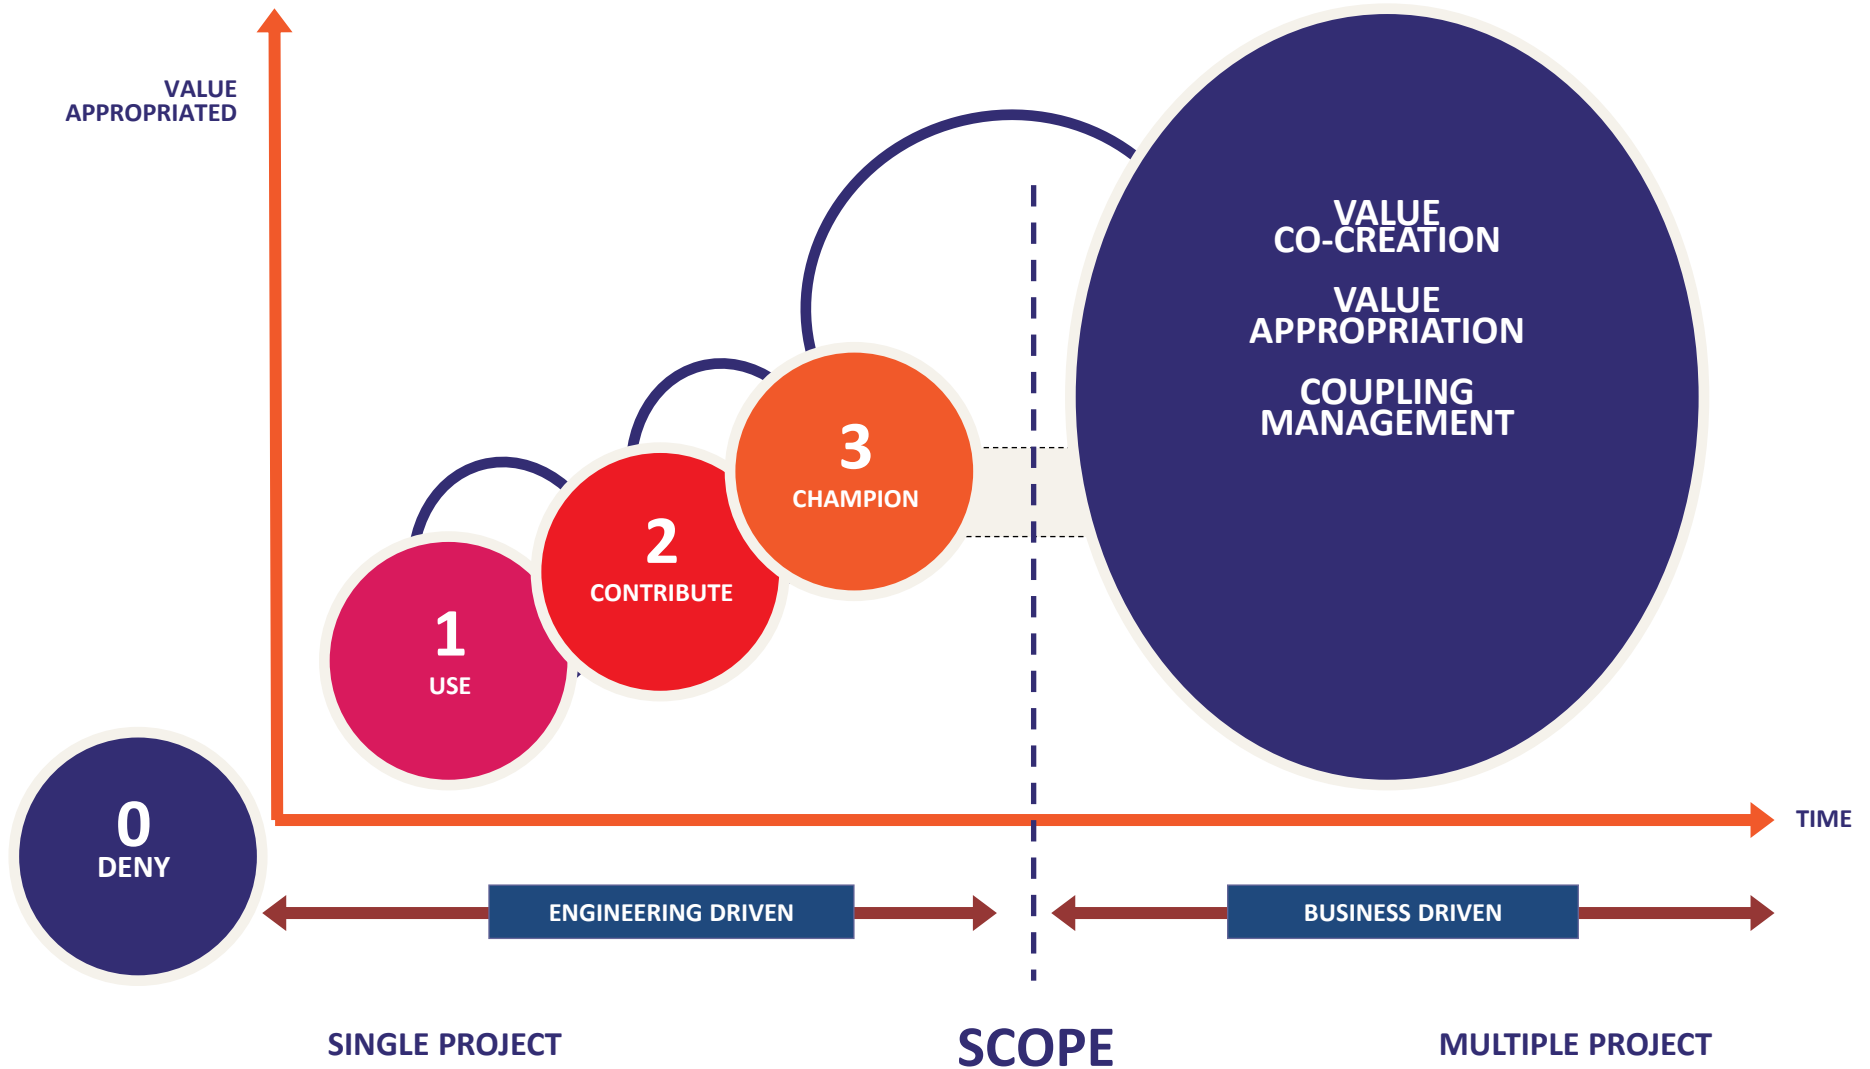 VALUE
APPROPRIATED
VALUE
CO-CREATION
VALUE
APPROPRIATION
COUPLING
MANAGEMENT
3
CHAMPION
2
CONTRIBUTE
1
USE
0
DENY
TIME
ENGINEERING DRIVEN
BUSINESS DRIVEN
SINGLE PROJECT
SCOPE
MULTIPLE PROJECT